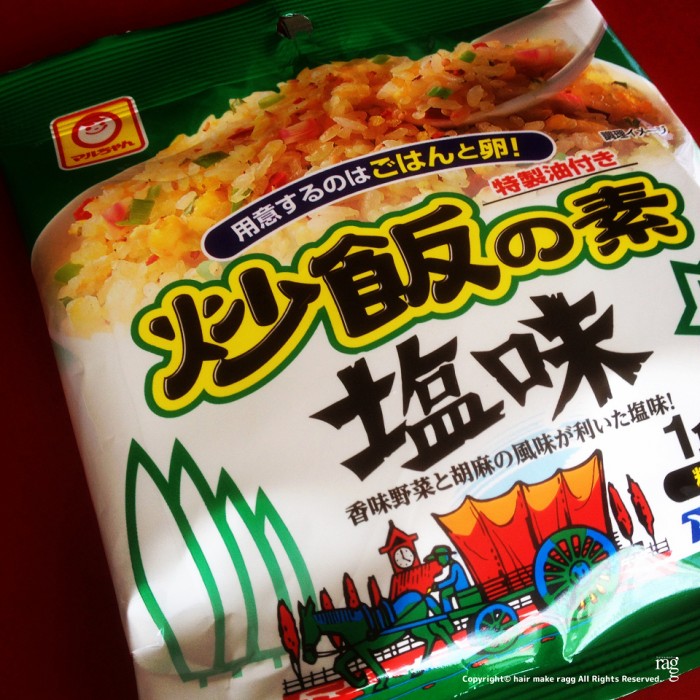 マルちゃん
調理イメージ
用意するのはごはんと卵!
特製油付き
炒飯の素
塩味
香味野菜と胡麻の風味が利いた塩味!
1
rag
Copyright© hair make ragg All Rights Reserved.